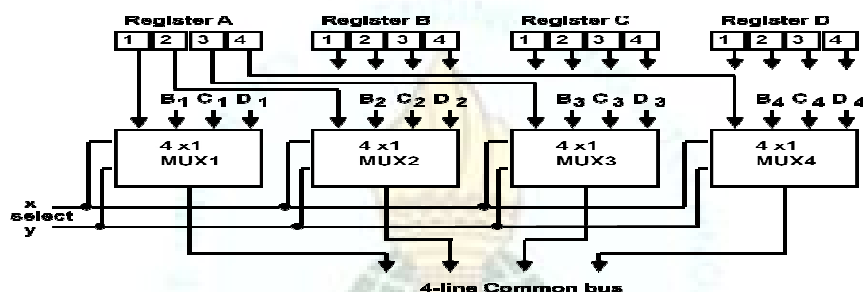 Register A Register B Register C Register D
1 2 3 4 1 2 3 4 1 2 3 4 1 2 3 4
B1 C1 D1 B2 C2 D2 B3 C3 D3 B4 C4 D4
4 x1 4 x1 4 x1 4 x1
MUX1 MUX2 MUX3 MUX4
x
select
y
4-line Common bus